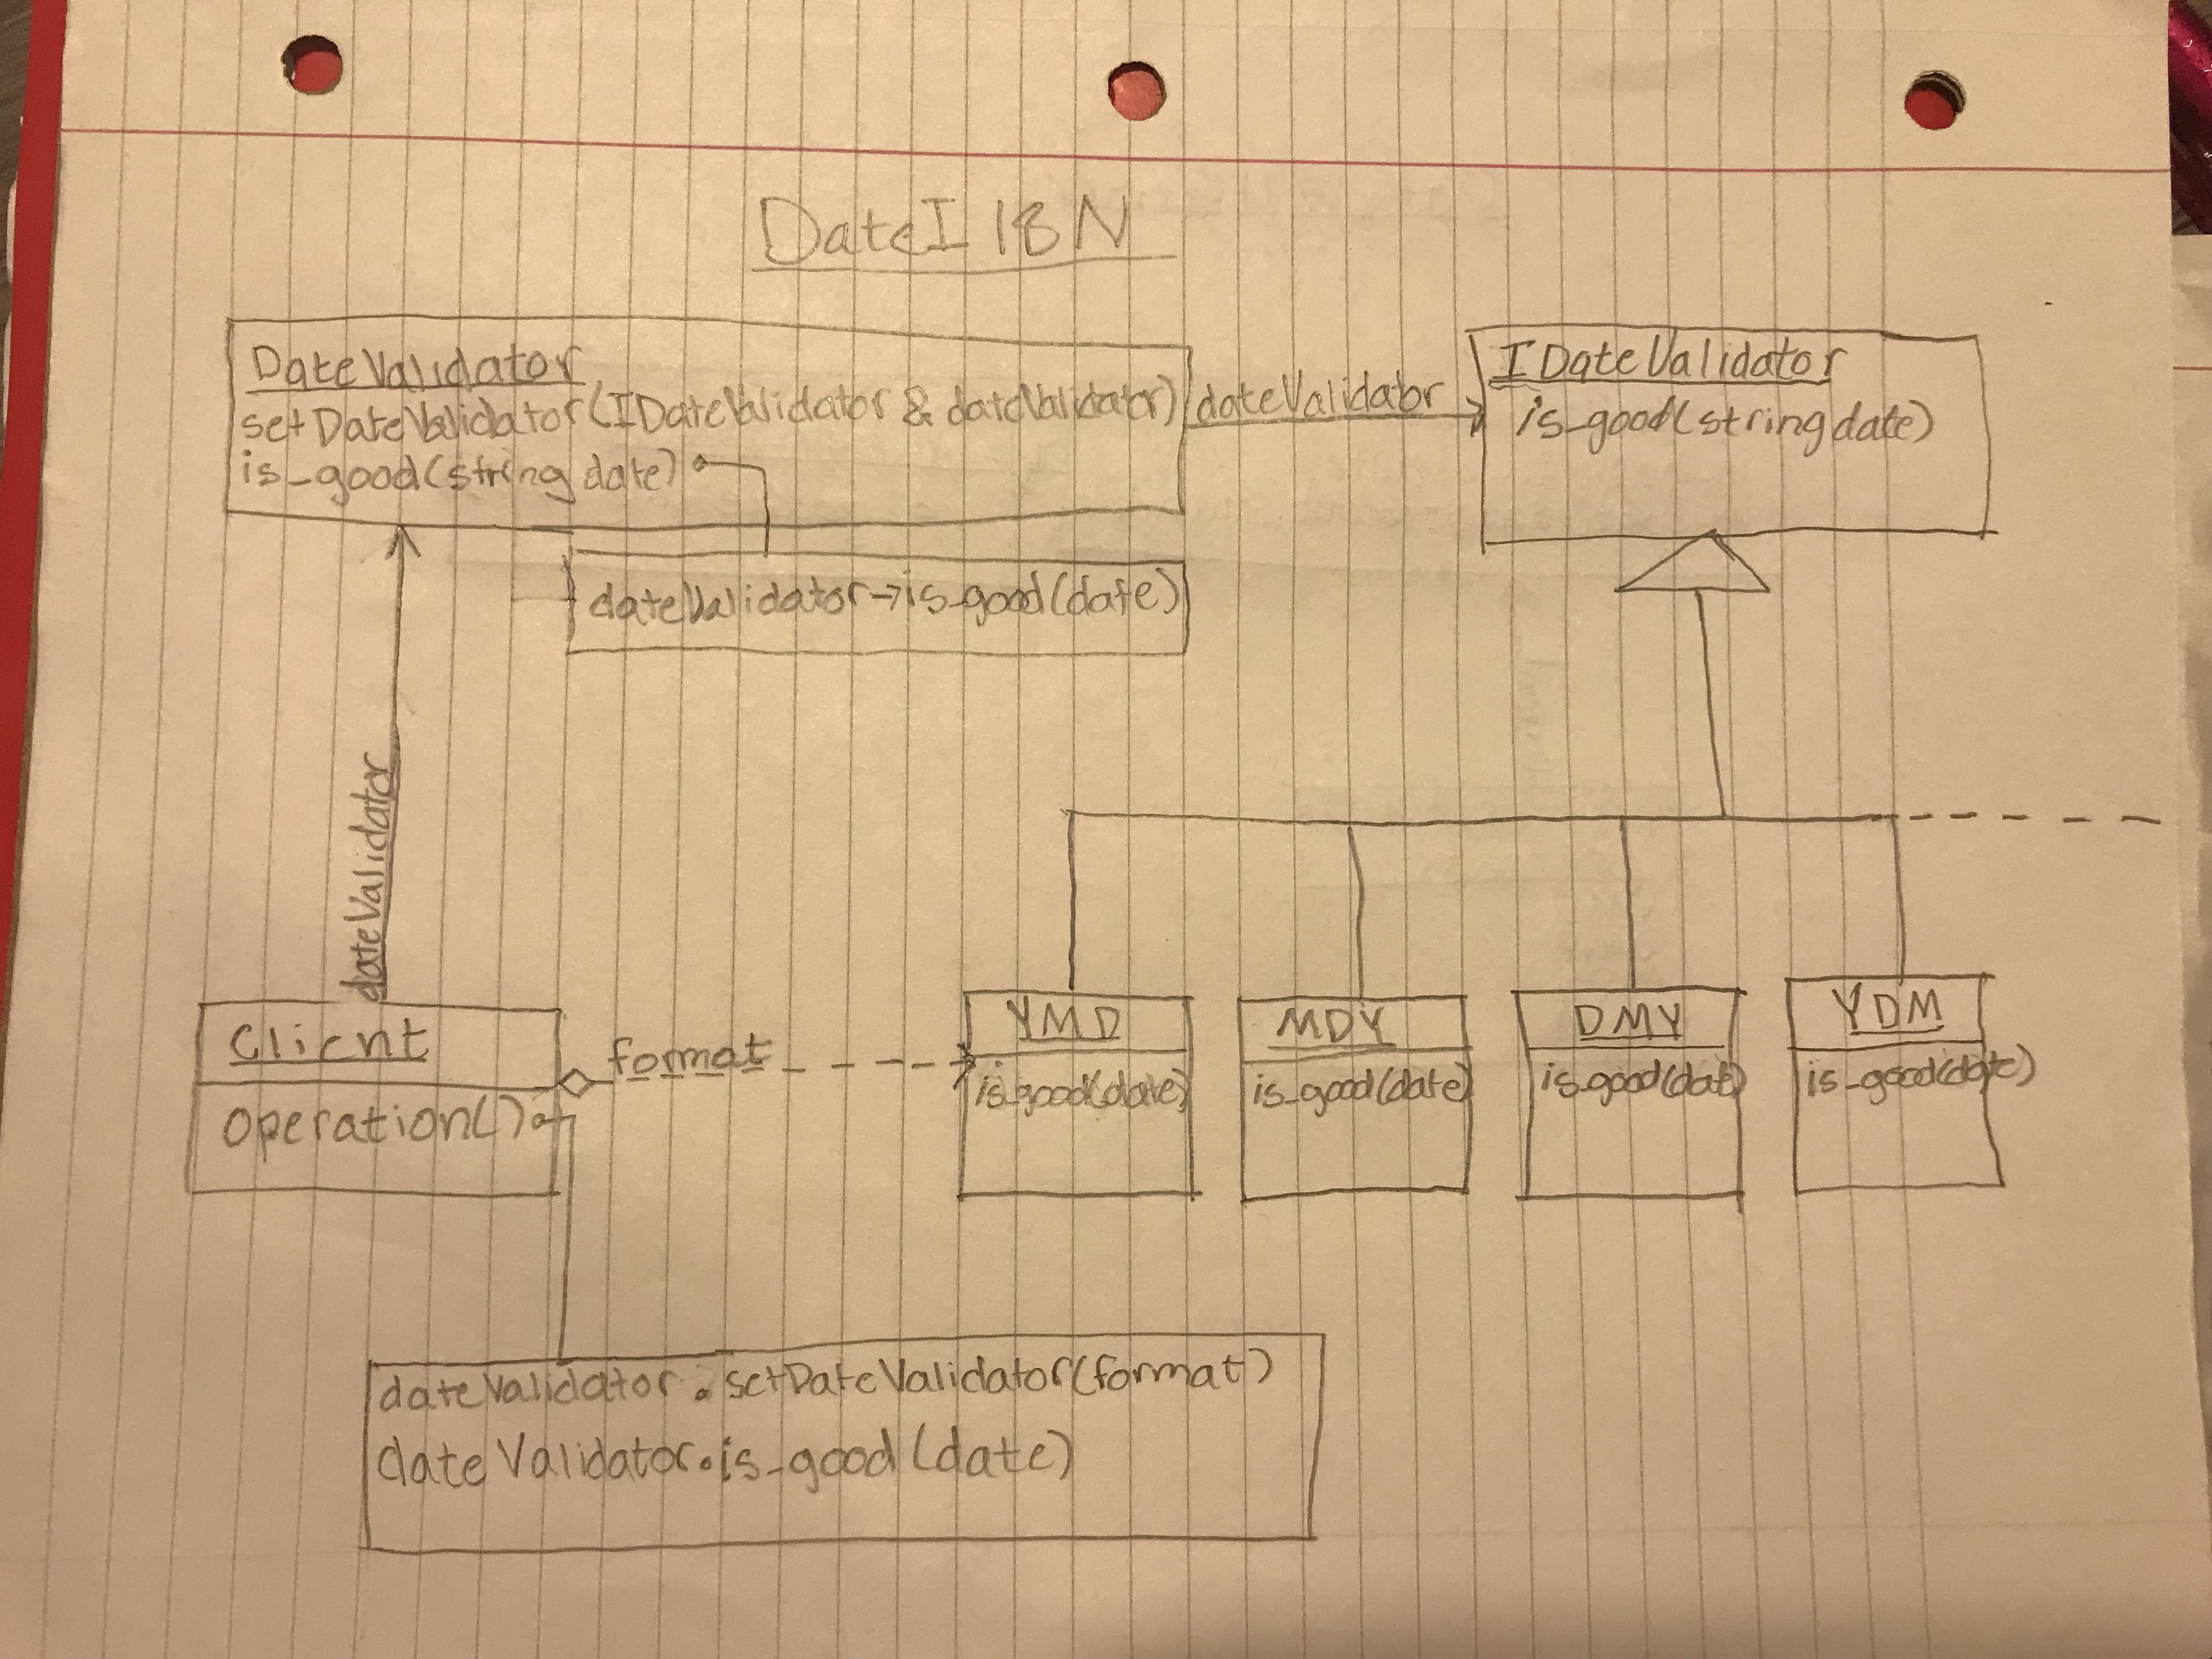 DateI18N
DateValidator
setDateValidator(IDateValidator & dateValidator)
is_good(string date)
dateValidator
IDateValidator
is_good(string date)
dateValidator→is_good(date)
dateValidator
Client
operation()
format
YMD
is_good(date)
MDY
is_good(date)
DMY
is_good(date)
YDM
is_good(date)
dateValidator.setDateValidator(format)
dateValidator.is_good(date)